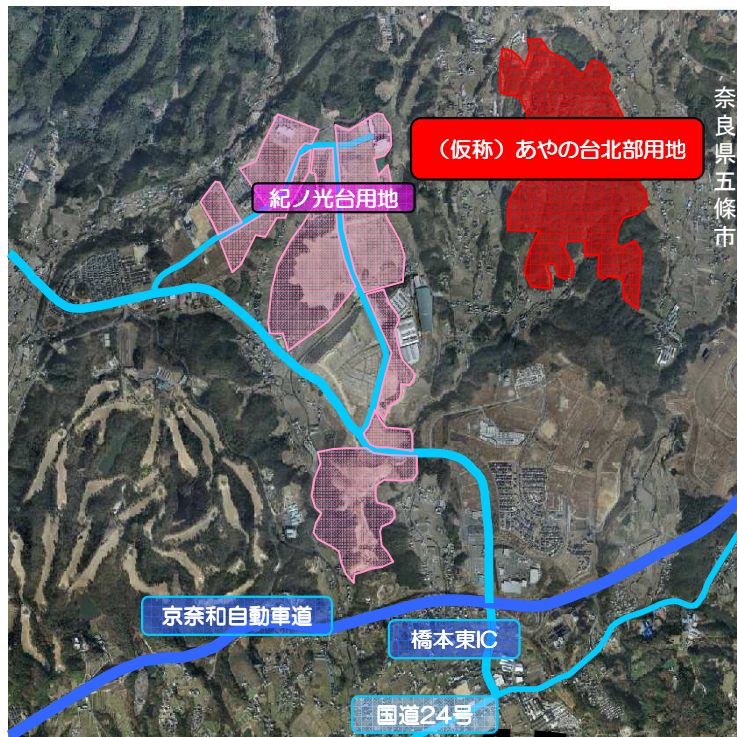 （仮称）あやの台北部用地
奈良県五條市
紀ノ光台用地
京奈和自動車道
橋本東IC
国道24号